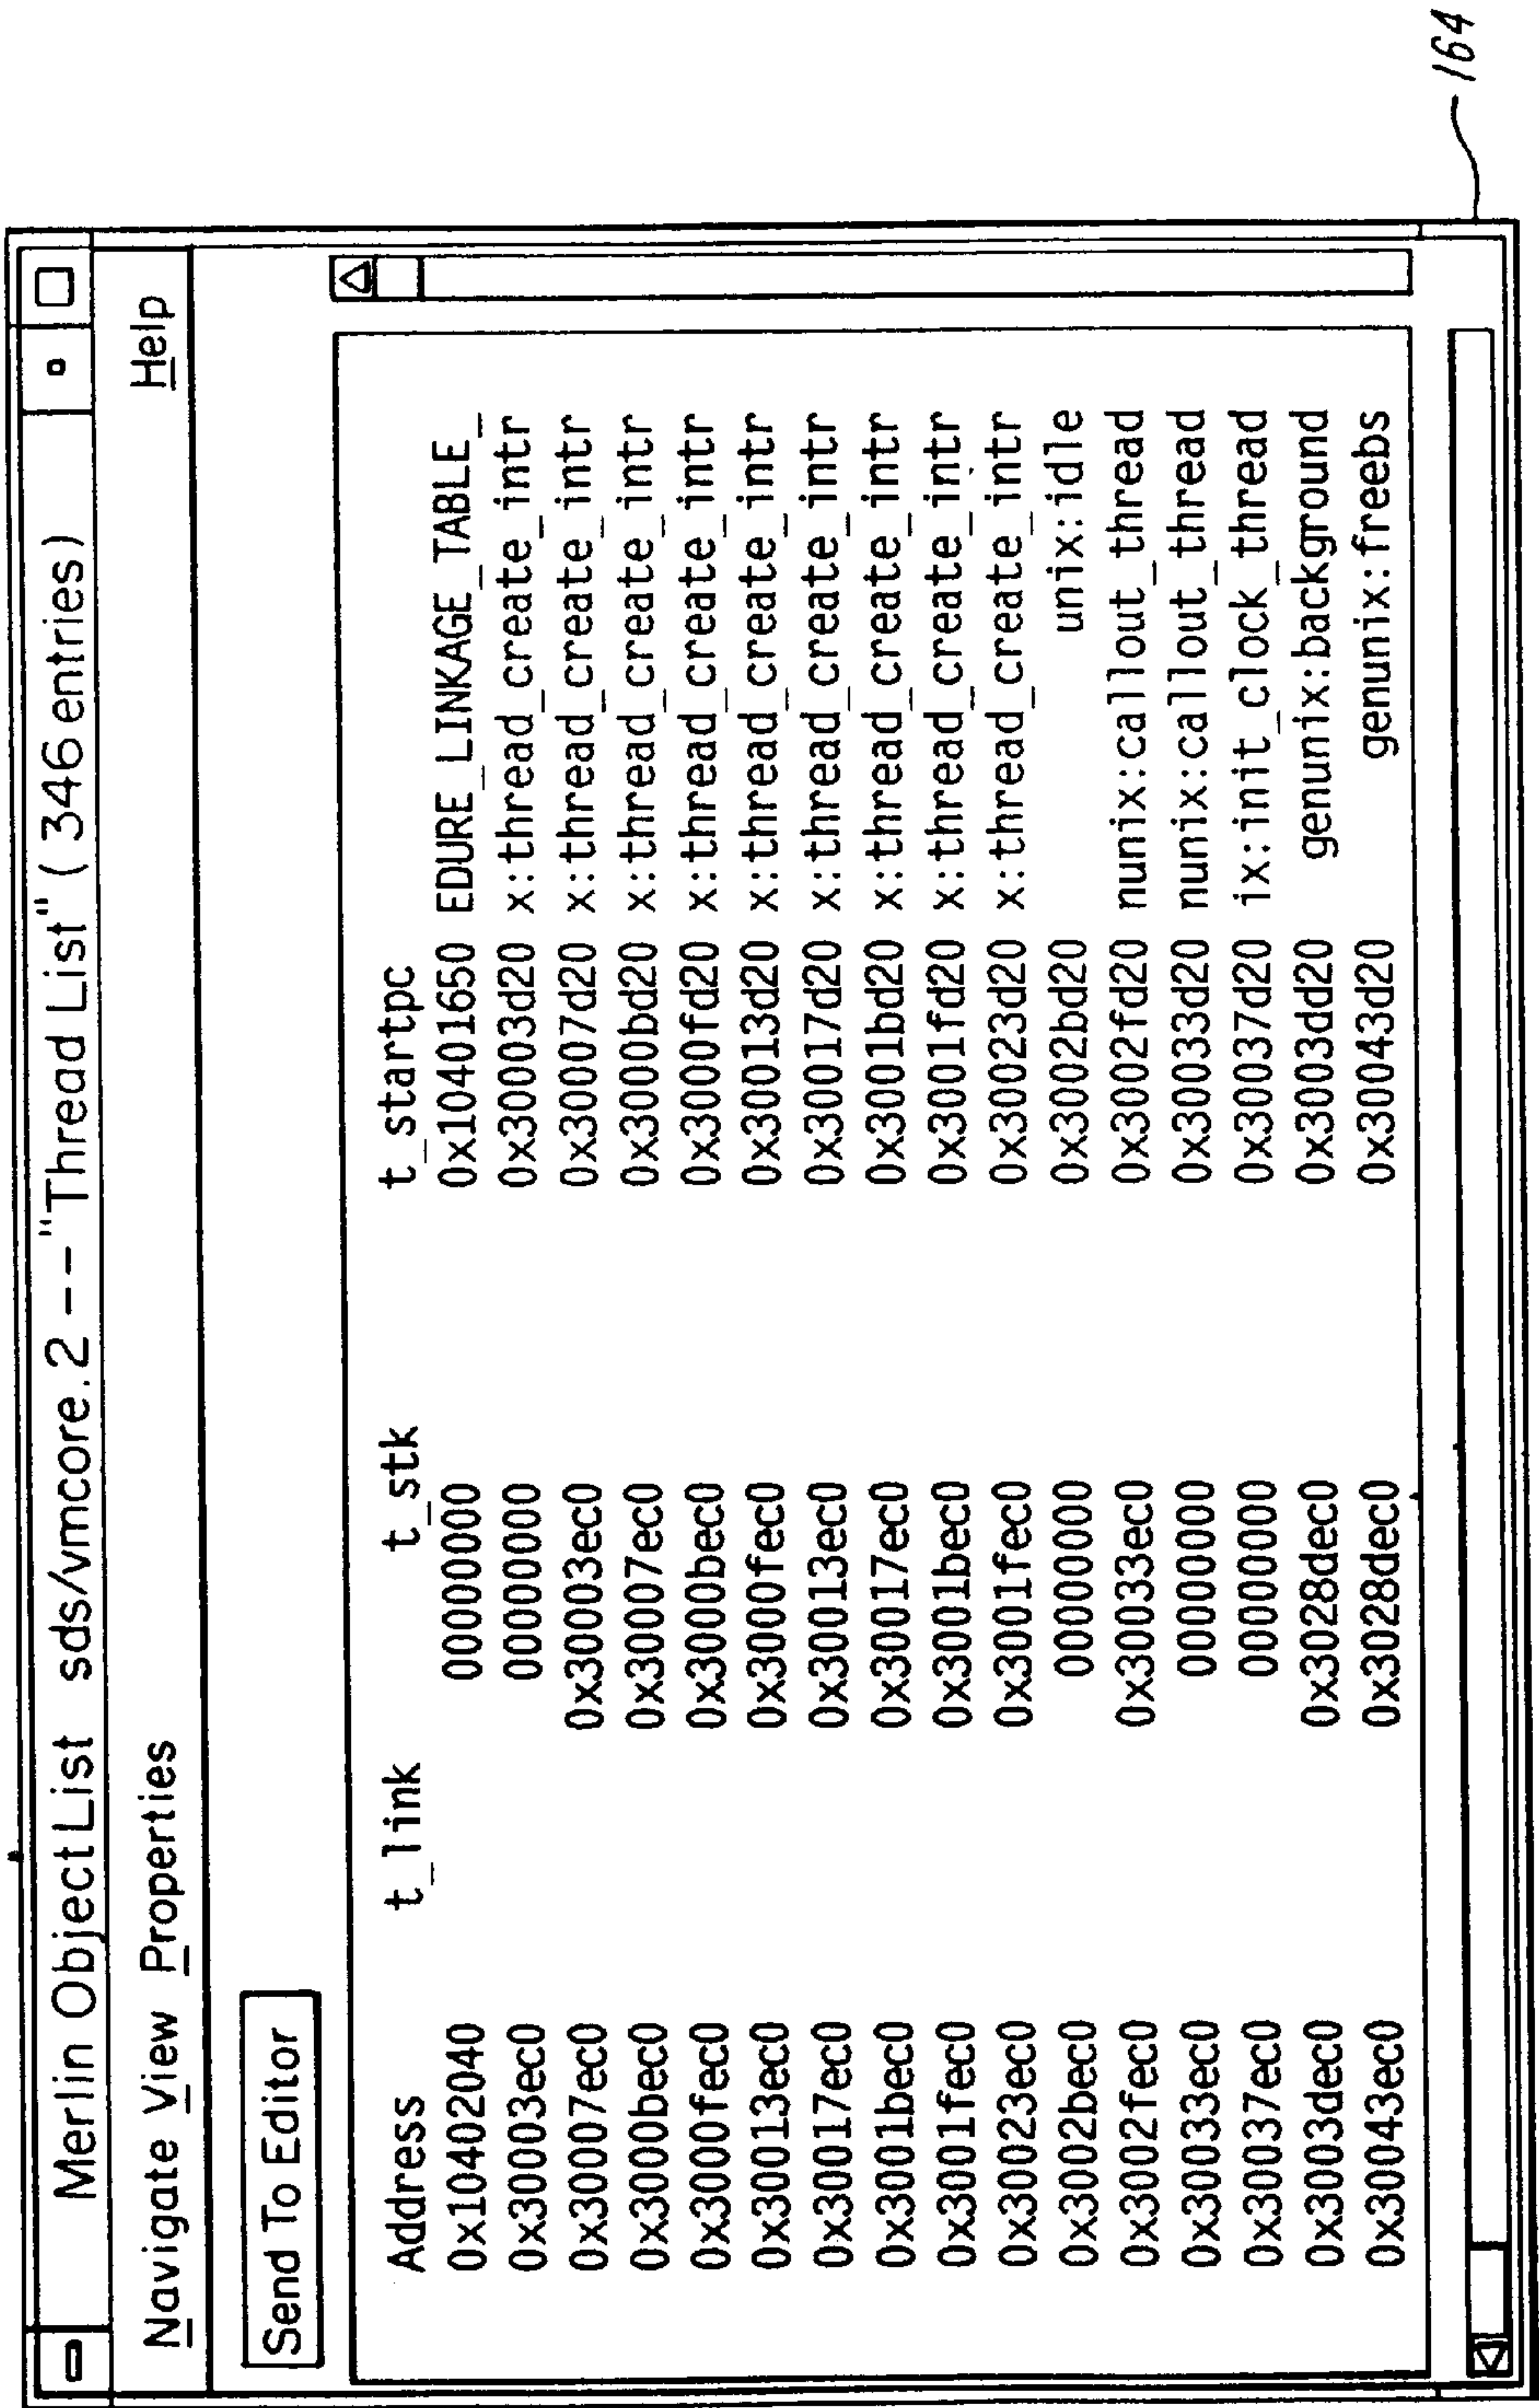 Merlin ObjectList sds/vmcore.2 --"Thread List" (346 entries)
Navigate View Properties Help
Send To Editor
Address t_link t_stk t_startpc
0x10402040 00000000 0x10401650 EDURE_LINKAGE_TABLE_
0x30003ec0 00000000 0x30003d20 x:thread_create_intr
0x30007ec0 0x30003ec0 0x30007d20 x:thread_create_intr
0x3000bec0 0x30007ec0 0x3000bd20 x:thread_create_intr
0x3000fec0 0x3000bec0 0x3000fd20 x:thread_create_intr
0x30013ec0 0x3000fec0 0x30013d20 x:thread_create_intr
0x30017ec0 0x30013ec0 0x30017d20 x:thread_create_intr
0x3001bec0 0x30017ec0 0x3001bd20 x:thread_create_intr
0x3001fec0 0x3001bec0 0x3001fd20 x:thread_create_intr
0x30023ec0 0x3001fec0 0x30023d20 x:thread_create_intr
0x3002bec0 00000000 0x3002bd20 unix:idle
0x3002fec0 0x30033ec0 0x3002fd20 nunix:callout_thread
0x30033ec0 00000000 0x30033d20 nunix:callout_thread
0x30037ec0 00000000 0x30037d20 ix:init_clock_thread
0x3003dec0 0x3028dec0 0x3003dd20 genunix:background
0x30043ec0 0x3028dec0 0x30043d20 genunix:freebs
164